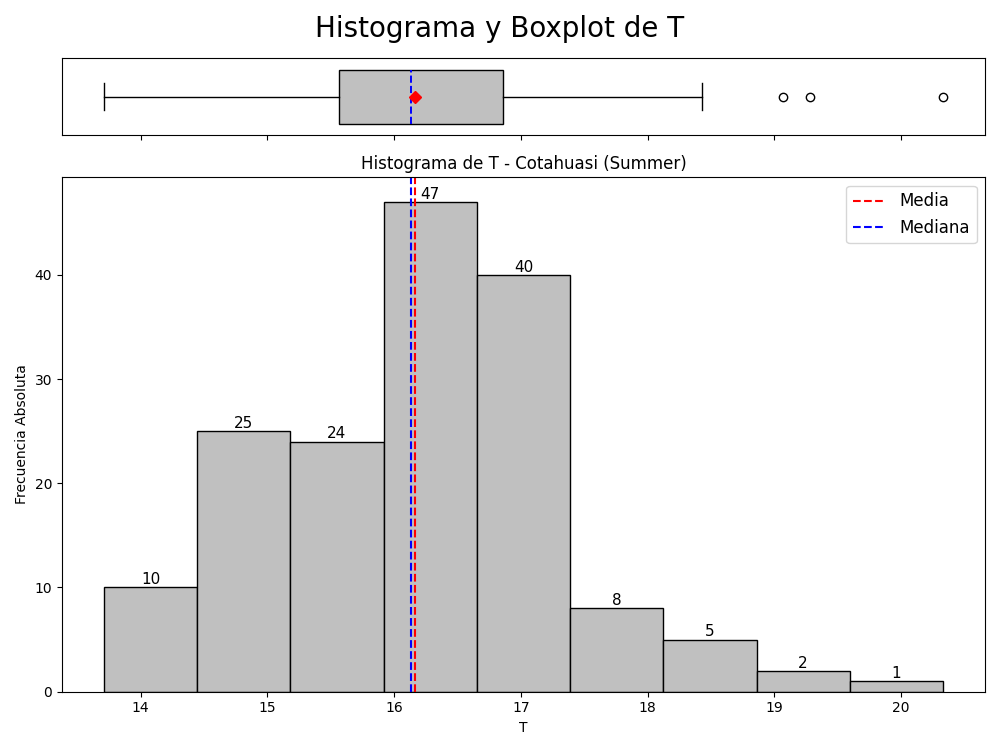 Histograma y Boxplot de T
Histograma de T - Cotahuasi (Summer)
Media
Mediana
Frecuencia Absoluta
40
30
20
10
0
10
25
24
47
40
8
5
2
1
14 15 16 17 18 19 20
T